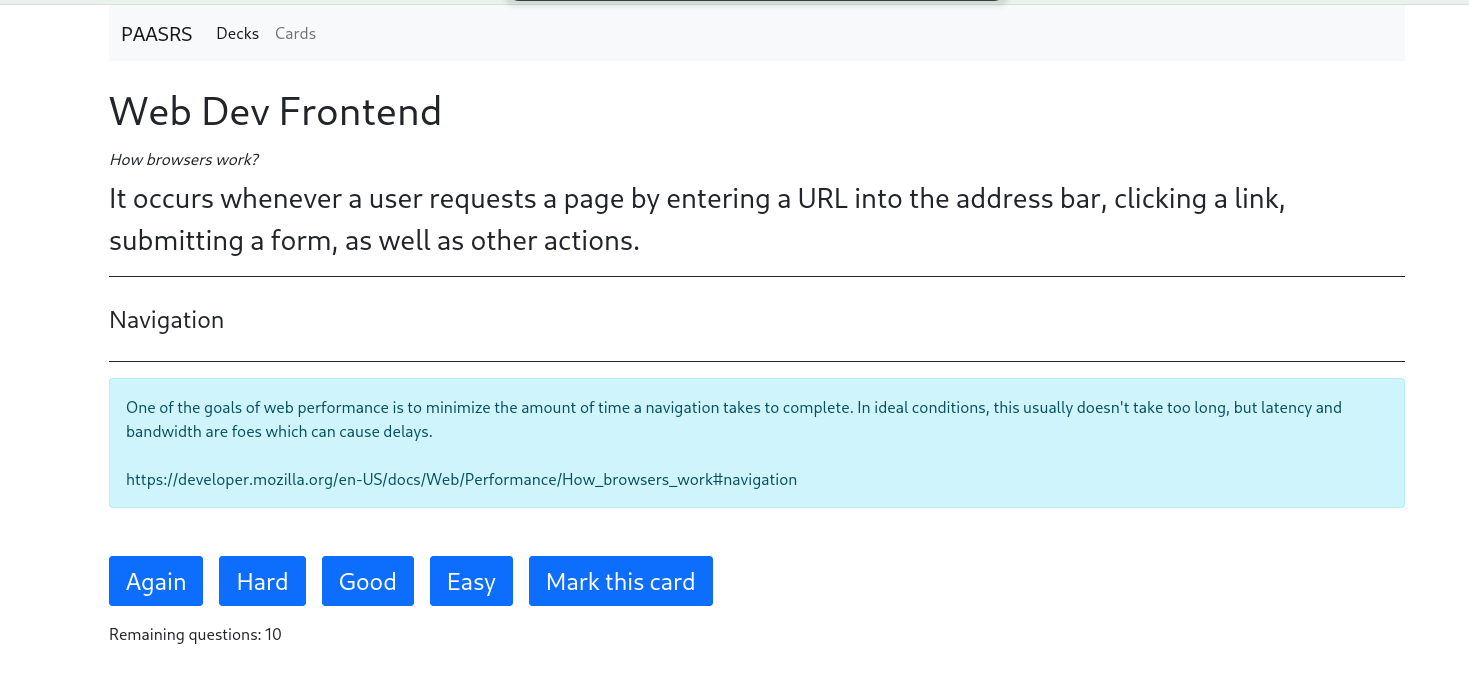 PAASRS Decks Cards
Web Dev Frontend
How browsers work?
It occurs whenever a user requests a page by entering a URL into the address bar, clicking a link,
submitting a form, as well as other actions.
Navigation
One of the goals of web performance is to minimize the amount of time a navigation takes to complete. In ideal conditions, this usually doesn't take too long, but latency and
bandwidth are foes which can cause delays.
https://developer.mozilla.org/en-US/docs/Web/Performance/How_browsers_work#navigation
Again Hard Good Easy Mark this card
Remaining questions: 10